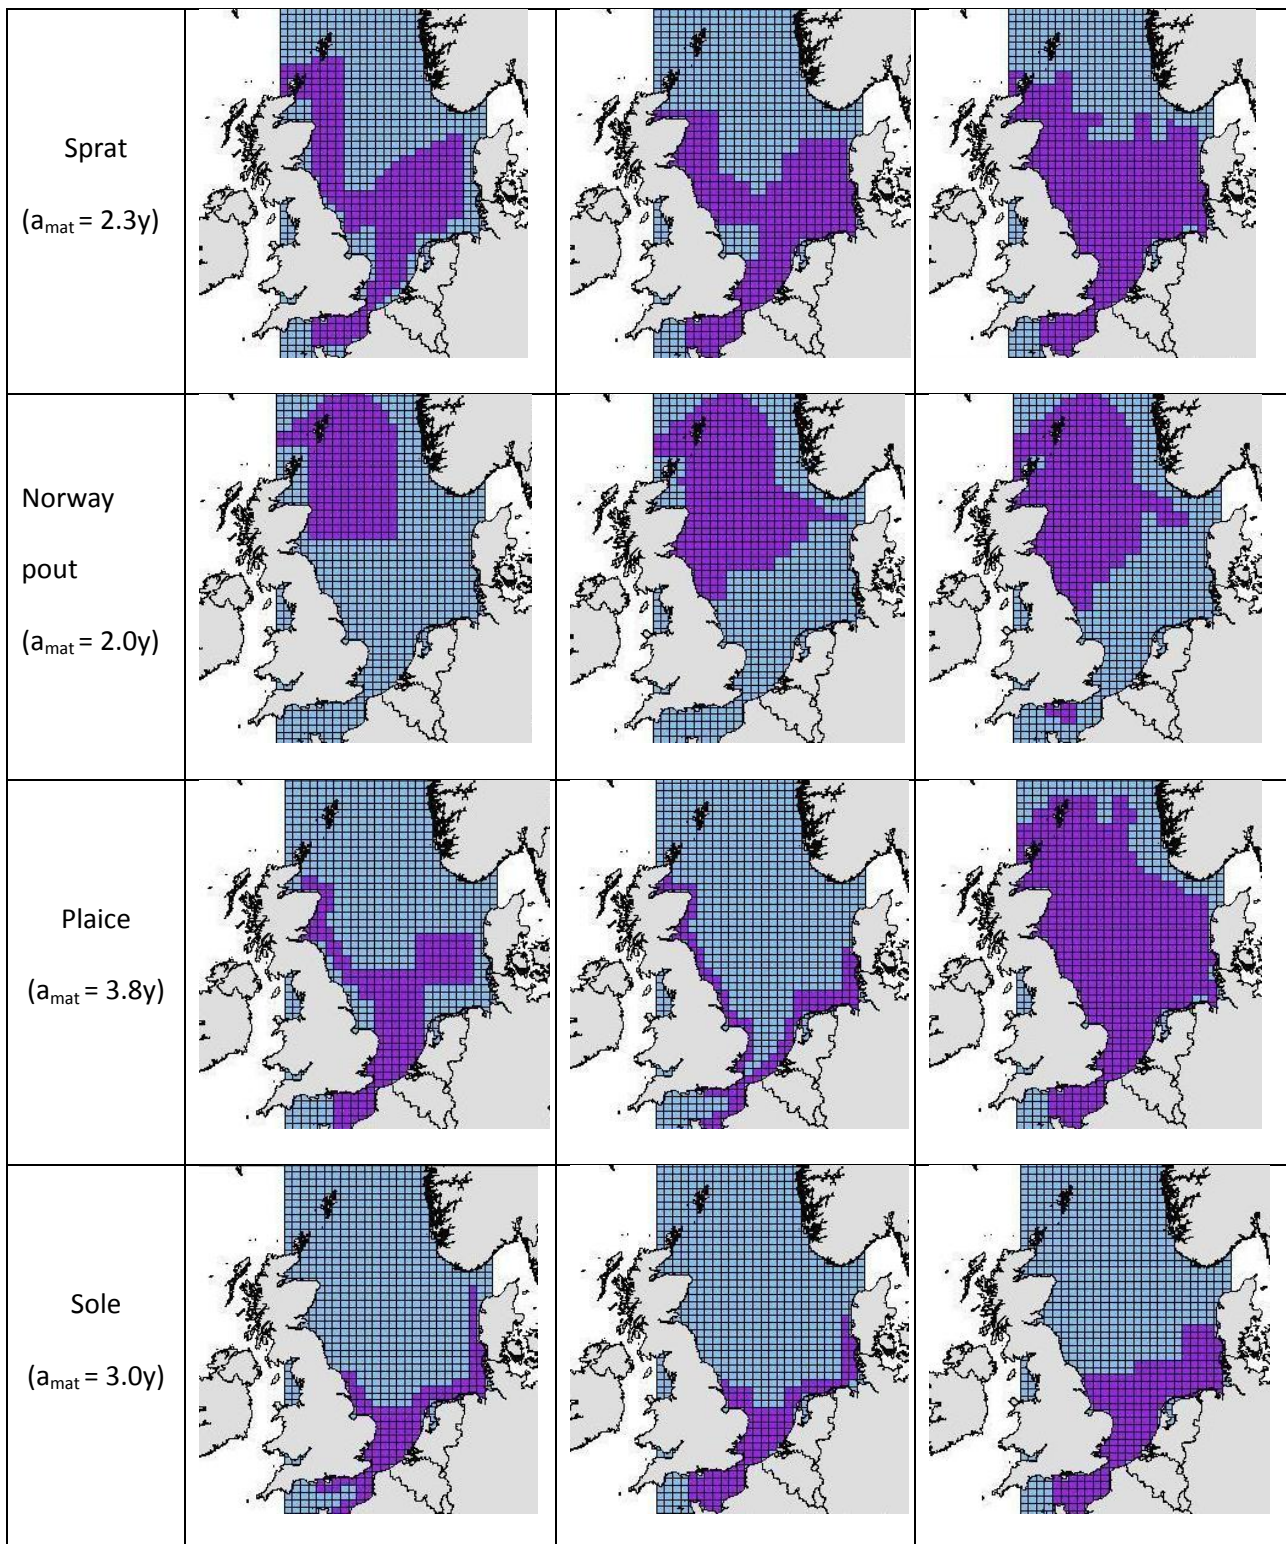 Sprat
(amat = 2.3y)
Norway
pout
(amat = 2.0y)
Plaice
(amat = 3.8y)
Sole
(amat = 3.0y)